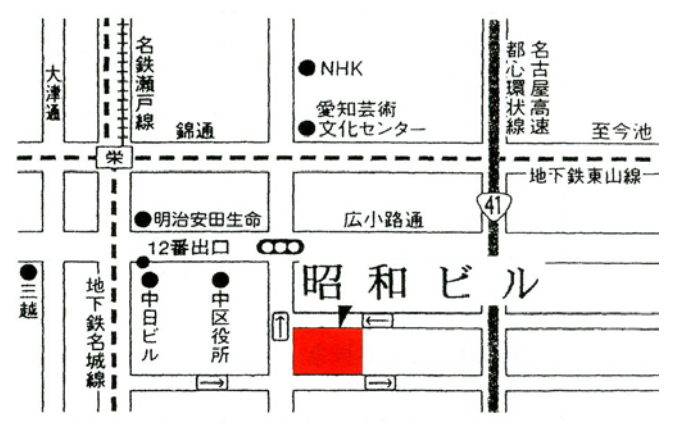 大津通
名鉄瀬戸線
NHK
愛知芸術
文化センター
錦通
名古屋高速
都心環状線
至今池
栄
地下鉄東山線
41
明治安田生命
広小路通
12番出口
三越
地下鉄名城線
中日ビル
中区役所
昭和ビル
↑
←
→
→